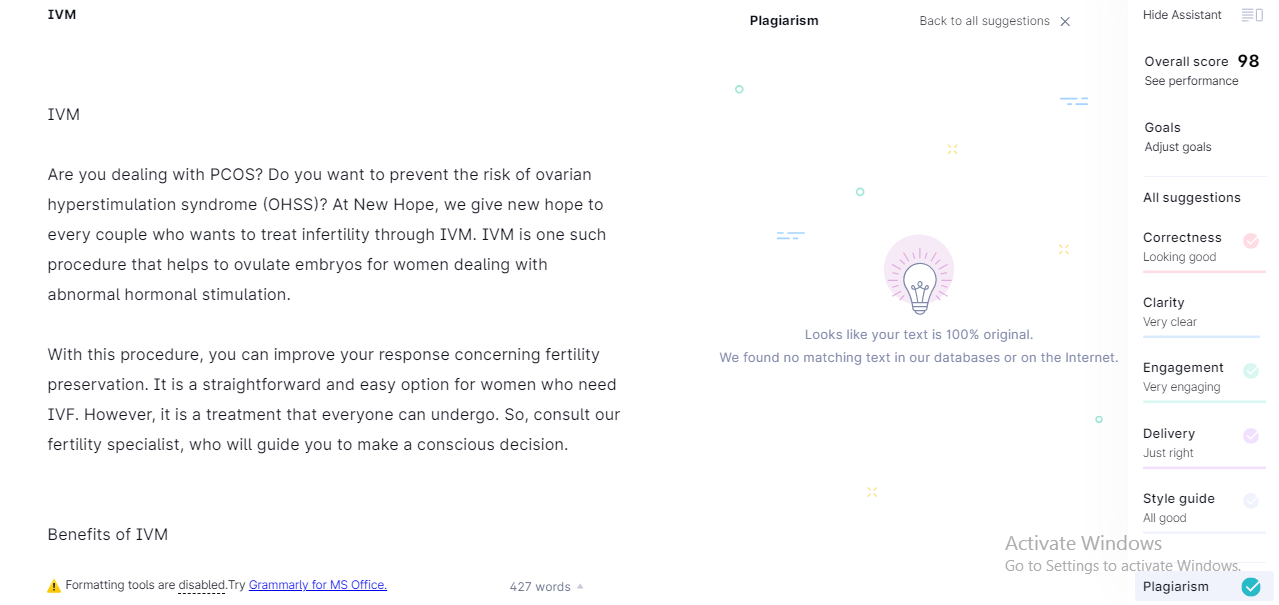 IVM
Plagiarism
Back to all suggestions
Hide Assistant
Overall score 98
See performance
Goals
Adjust goals
All suggestions
Correctness
Looking good
Clarity
Very clear
Engagement
Very engaging
Delivery
Just right
Style guide
All good
Plagiarism
IVM
Are you dealing with PCOS? Do you want to prevent the risk of ovarian
hyperstimulation syndrome (OHSS)? At New Hope, we give new hope to
every couple who wants to treat infertility through IVM. IVM is one such
procedure that helps to ovulate embryos for women dealing with
abnormal hormonal stimulation.
With this procedure, you can improve your response concerning fertility
preservation. It is a straightforward and easy option for women who need
IVF. However, it is a treatment that everyone can undergo. So, consult our
fertility specialist, who will guide you to make a conscious decision.
Benefits of IVM
Looks like your text is 100% original.
We found no matching text in our databases or on the Internet.
Formatting tools are disabled.Try Grammarly for MS Office.
427 words
Activate Windows
Go to Settings to activate Windows.